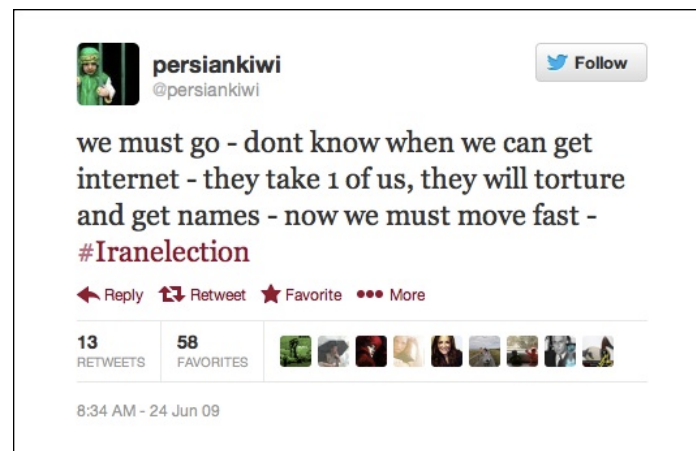 persiankiwi
@persiankiwi
Follow
we must go - dont know when we can get
internet - they take 1 of us, they will torture
and get names - now we must move fast -
#Iranelection
Reply Retweet Favorite More
13 58
RETWEETS FAVORITES
8:34 AM - 24 Jun 09